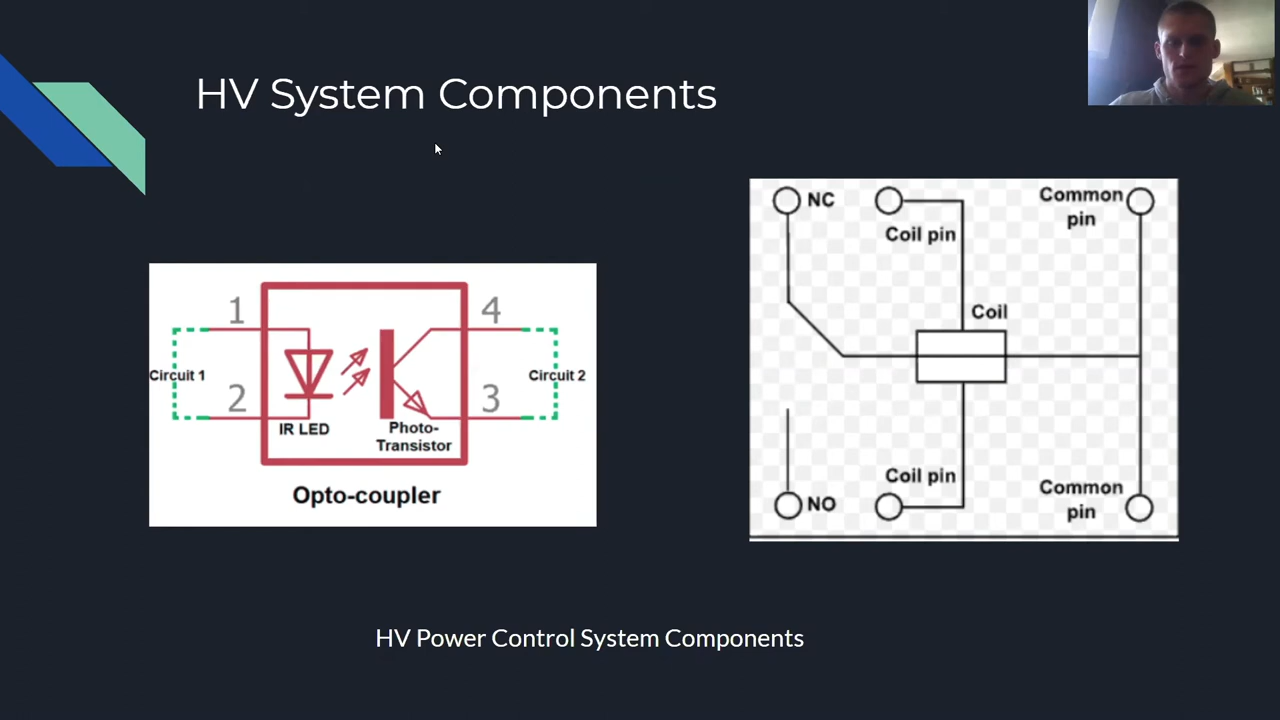 HV System Components
1
4
Circuit 1
Circuit 2
2
3
IR LED
Photo-
Transistor
Opto-coupler
NC
Coil pin
Common
pin
Coil
Coil pin
NO
Common
pin
HV Power Control System Components